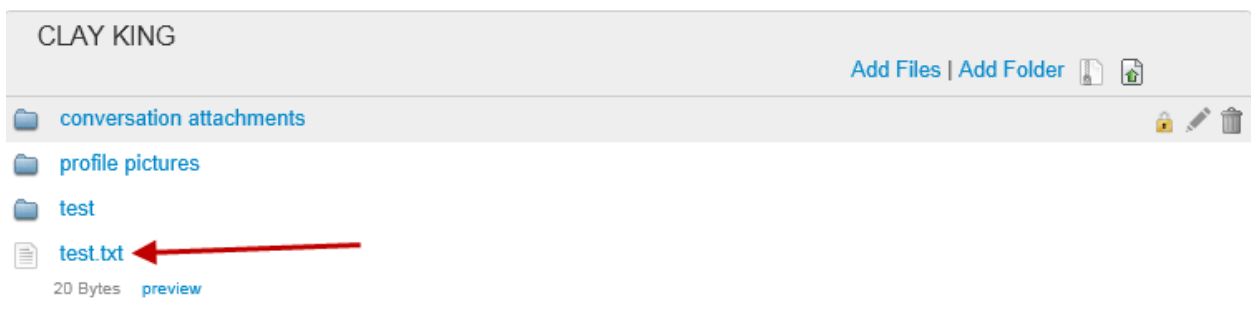 CLAY KING
Add Files | Add Folder
conversation attachments
profile pictures
test
test.txt
20 Bytes preview